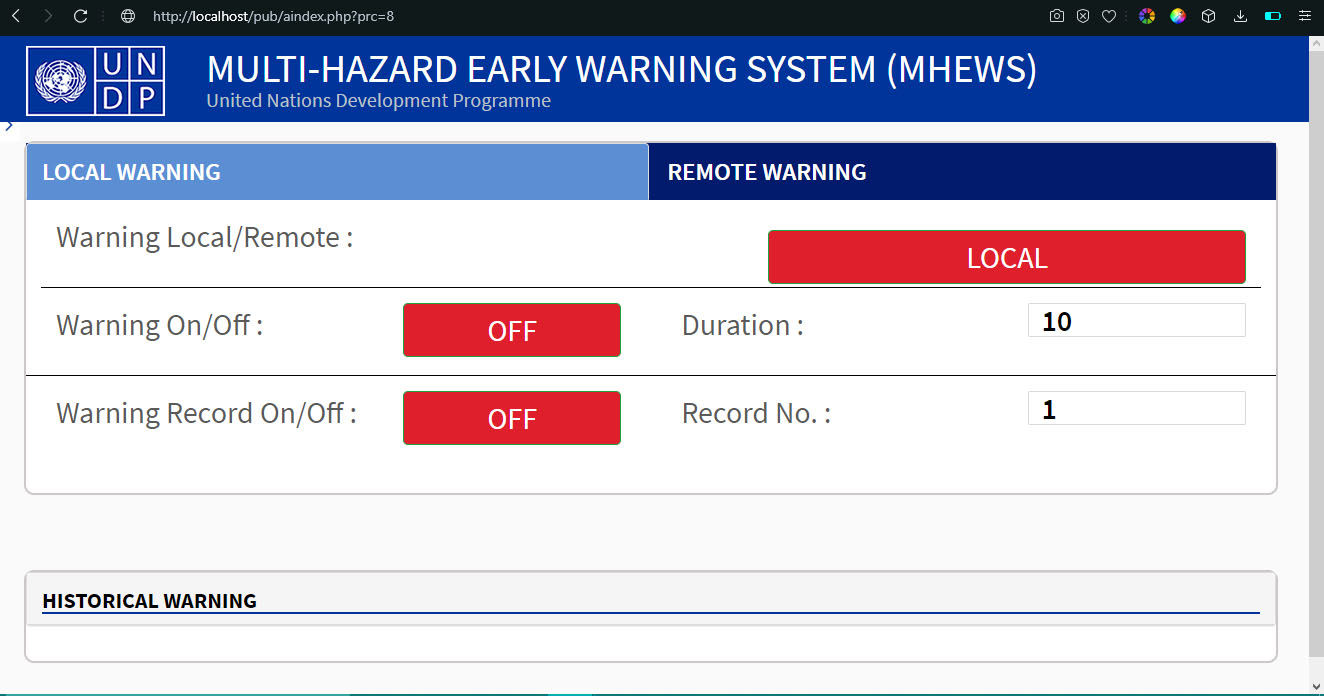 http://localhost/pub/aindex.php?prc=8
U N
D P
MULTI-HAZARD EARLY WARNING SYSTEM (MHEWS)
United Nations Development Programme
LOCAL WARNING
REMOTE WARNING
Warning Local/Remote :
LOCAL
Warning On/Off :
OFF
Duration :
10
Warning Record On/Off :
OFF
Record No. :
1
HISTORICAL WARNING